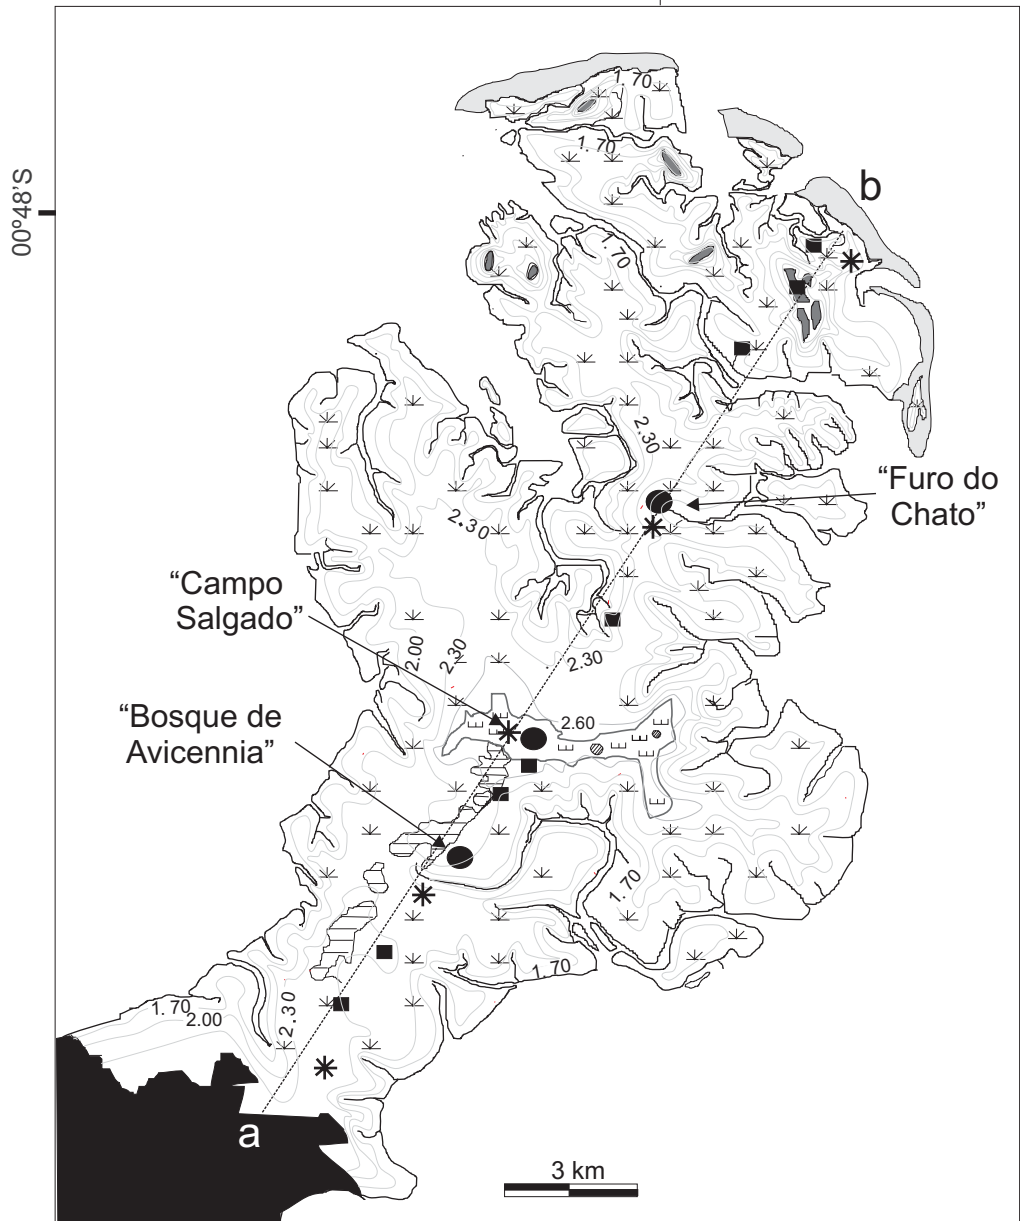 1.70
1.70
00º48'S
b
1.70
2.30
“Furo do
Chato”
2.30
“Campo
Salgado”
2.00
2.30
2.30
“Bosque de
Avicennia”
2.60
1.70
1.70
1.70
2.00
2.30
a
3 km